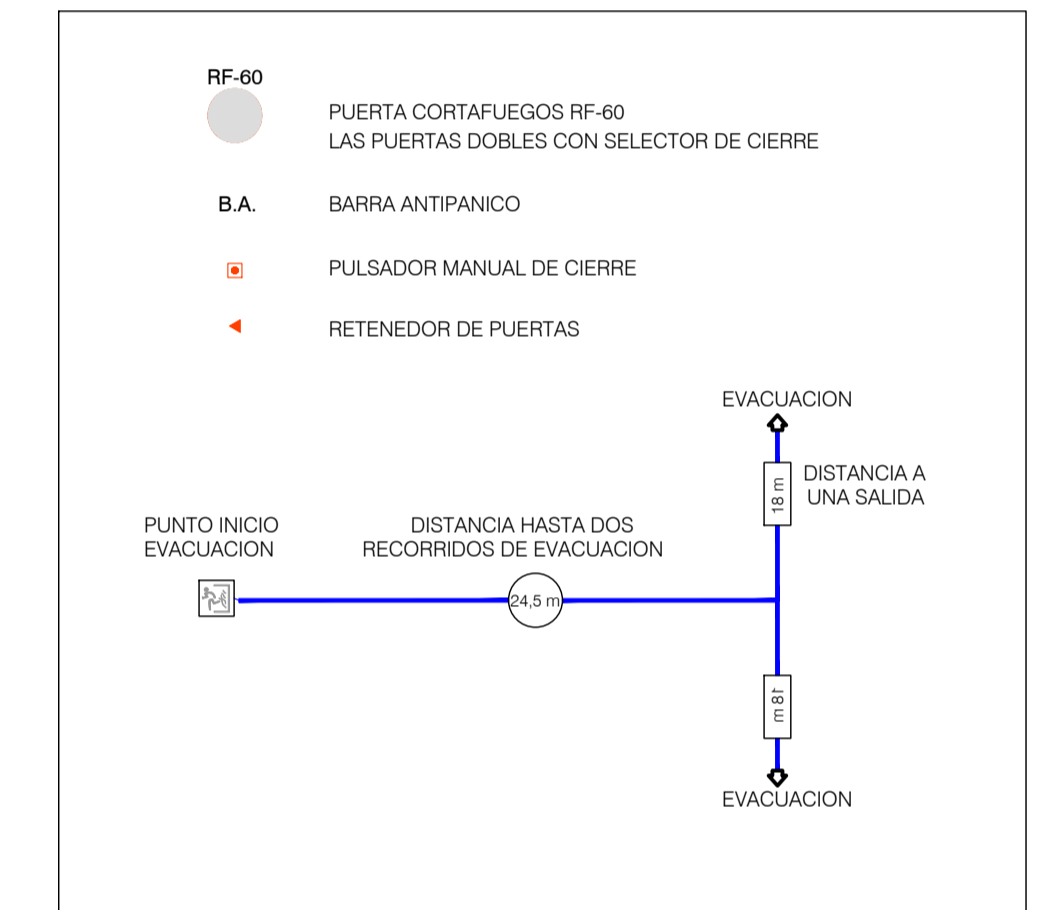 RF-60
PUERTA CORTAFUEGOS RF-60
LAS PUERTAS DOBLES CON SELECTOR DE CIERRE
B.A.
BARRA ANTIPANICO
PULSADOR MANUAL DE CIERRE
RETENEDOR DE PUERTAS
EVACUACION
18 m
DISTANCIA A
UNA SALIDA
PUNTO INICIO
EVACUACION
DISTANCIA HASTA DOS
RECORRIDOS DE EVACUACION
24,5 m
18 m
EVACUACION